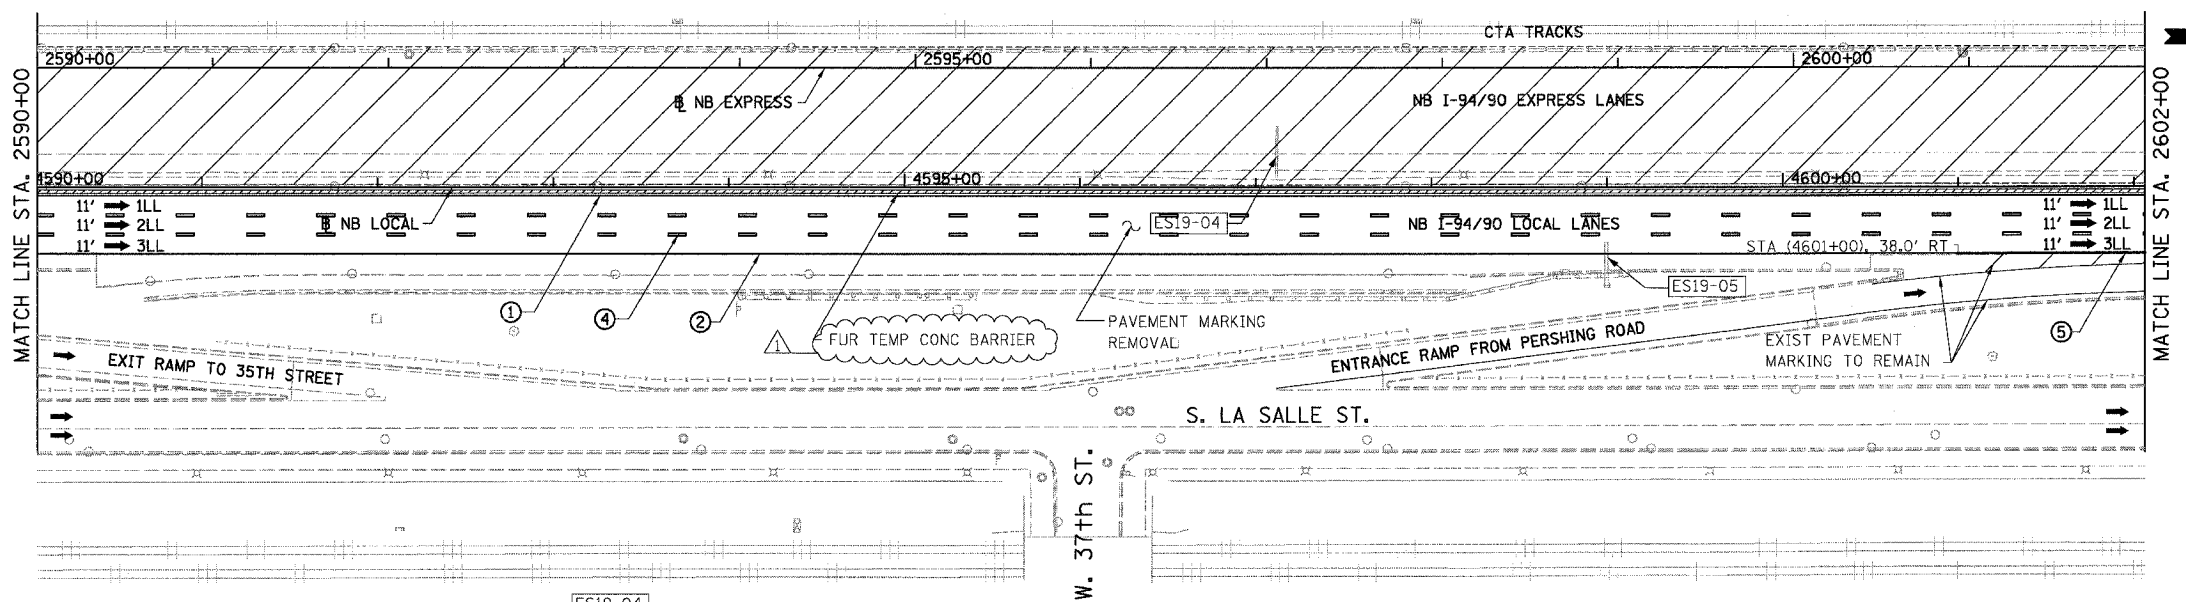 CTA TRACKS
2590+00
2595+00
2600+00
MATCH LINE STA. 2590+00
MATCH LINE STA. 2602+00
℄ NB EXPRESS
NB I-94/90 EXPRESS LANES
4590+00
4595+00
4600+00
11' 1LL
11' 2LL
11' 3LL
NB LOCAL
ES19-04
NB I-94/90 LOCAL LANES
11' 1LL
11' 2LL
11' 3LL
STA (4601+00), 38.0' RT
ES19-05
1
4
2
1
FUR TEMP CONC BARRIER
PAVEMENT MARKING
REMOVAL
ENTRANCE RAMP FROM PERSHING ROAD
EXIST PAVEMENT
MARKING TO REMAIN
5
EXIT RAMP TO 35TH STREET
S. LA SALLE ST.
W. 37th ST.
ES19-04